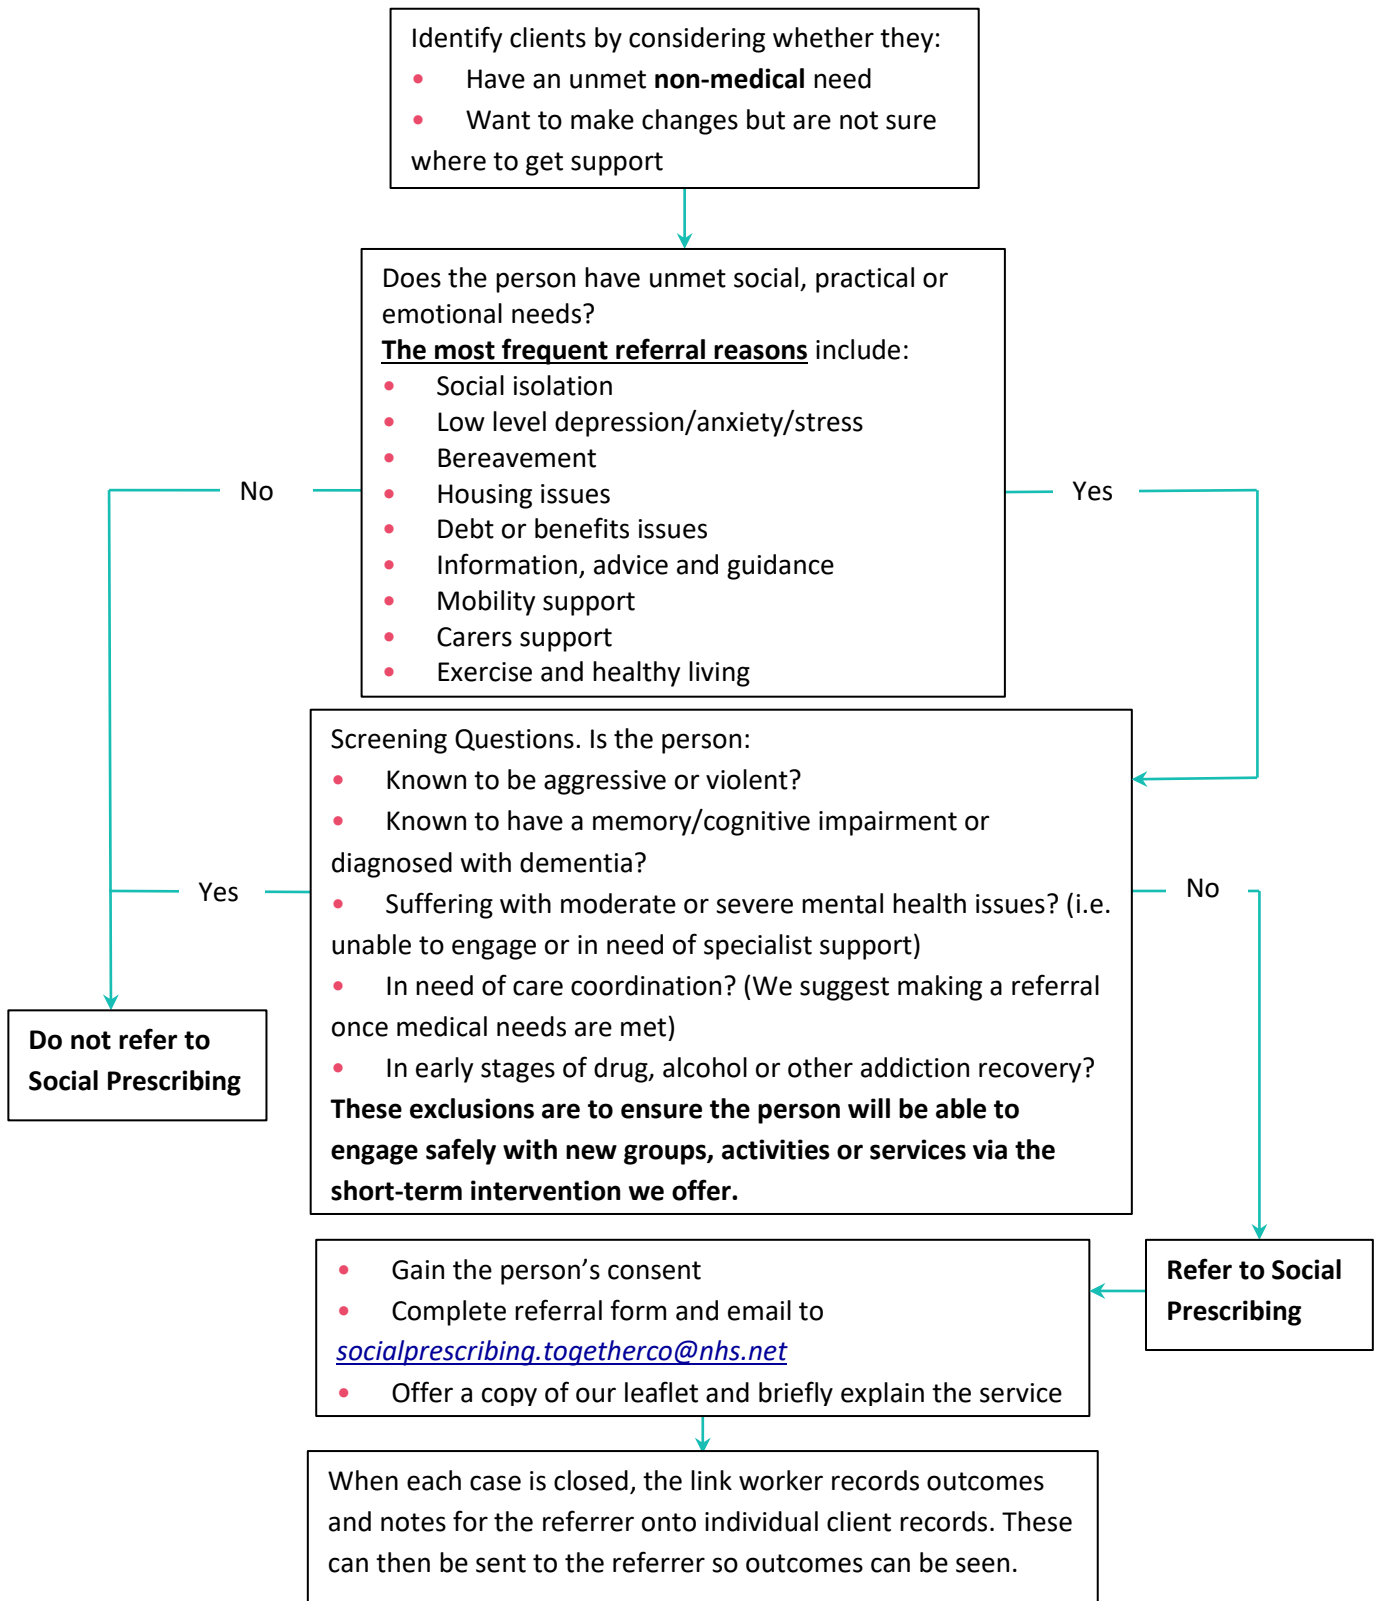 Identify clients by considering whether they:
• Have an unmet non-medical need
• Want to make changes but are not sure
where to get support
Does the person have unmet social, practical or
emotional needs?
The most frequent referral reasons include:
• Social isolation
• Low level depression/anxiety/stress
• Bereavement
• Housing issues
• Debt or benefits issues
• Information, advice and guidance
• Mobility support
• Carers support
• Exercise and healthy living
No
Yes
Screening Questions. Is the person:
• Known to be aggressive or violent?
• Known to have a memory/cognitive impairment or
diagnosed with dementia?
• Suffering with moderate or severe mental health issues? (i.e.
unable to engage or in need of specialist support)
• In need of care coordination? (We suggest making a referral
once medical needs are met)
• In early stages of drug, alcohol or other addiction recovery?
These exclusions are to ensure the person will be able to
engage safely with new groups, activities or services via the
short-term intervention we offer.
Yes
No
Do not refer to
Social Prescribing
Refer to Social
Prescribing
• Gain the person’s consent
• Complete referral form and email to
socialprescribing.togetherco@nhs.net
• Offer a copy of our leaflet and briefly explain the service
When each case is closed, the link worker records outcomes
and notes for the referrer onto individual client records. These
can then be sent to the referrer so outcomes can be seen.